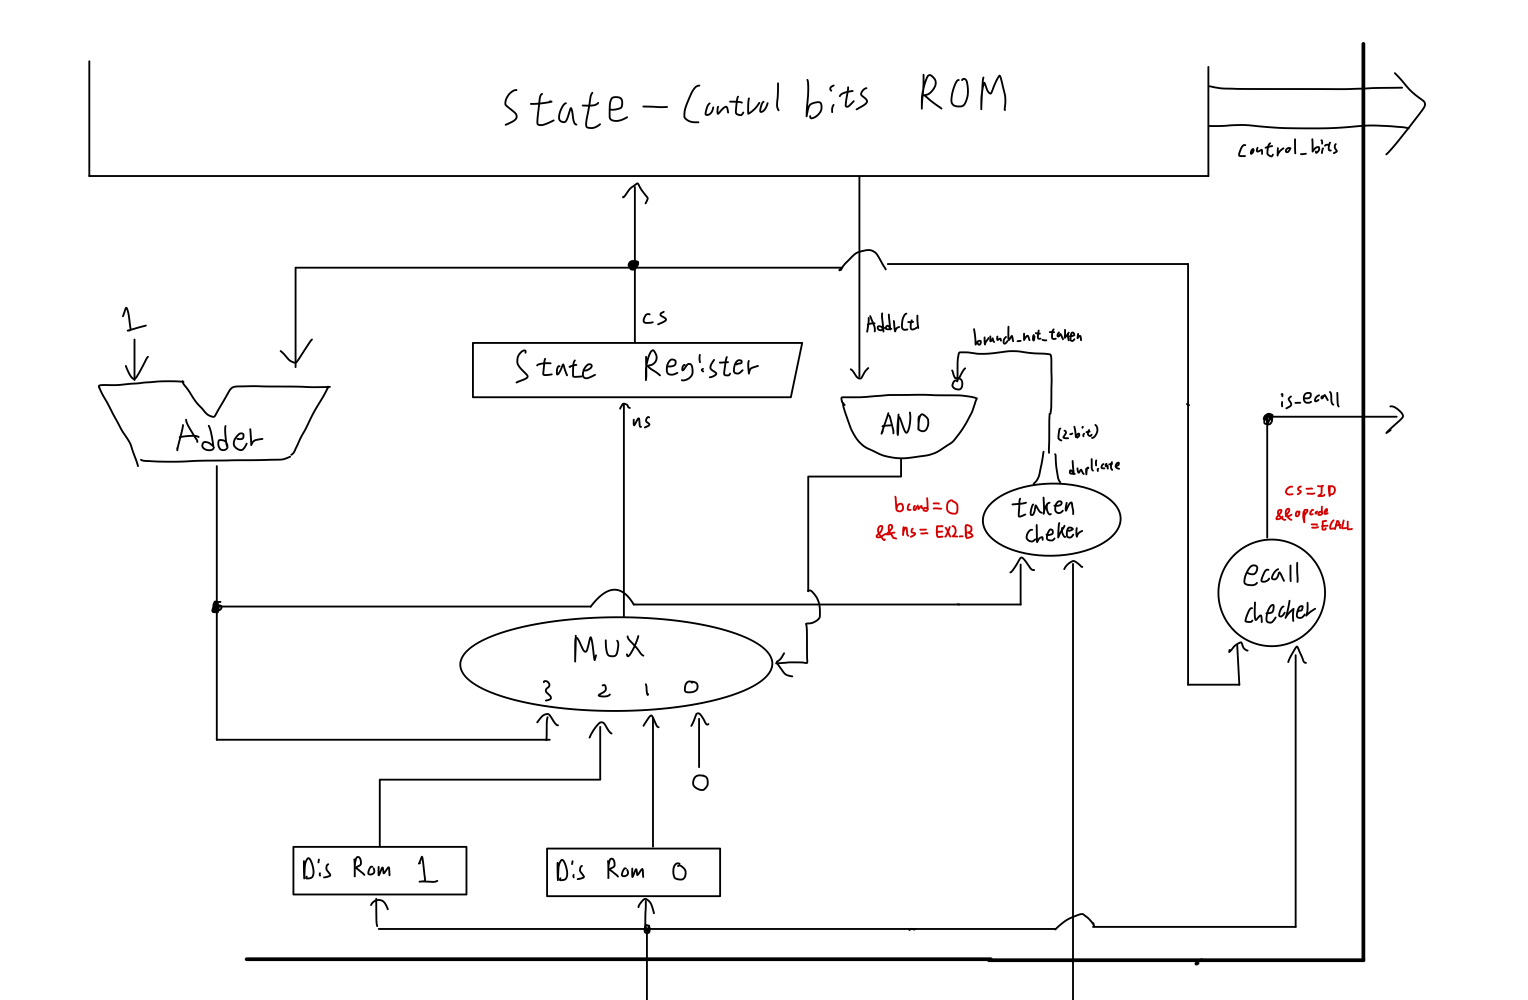 State - Control bits ROM
control_bits
1
cs
AddrCtl
branch_not_taken
State Register
ns
AND
is_ecall
Adder
(2-bit)
duplicate
cs=ID
&& opcode
=ECALL
bcond=0
&& ns= EX2_B
taken
cheker
ecall
checker
MUX
3 2 1 0
0
Dis Rom 1
Dis Rom 0